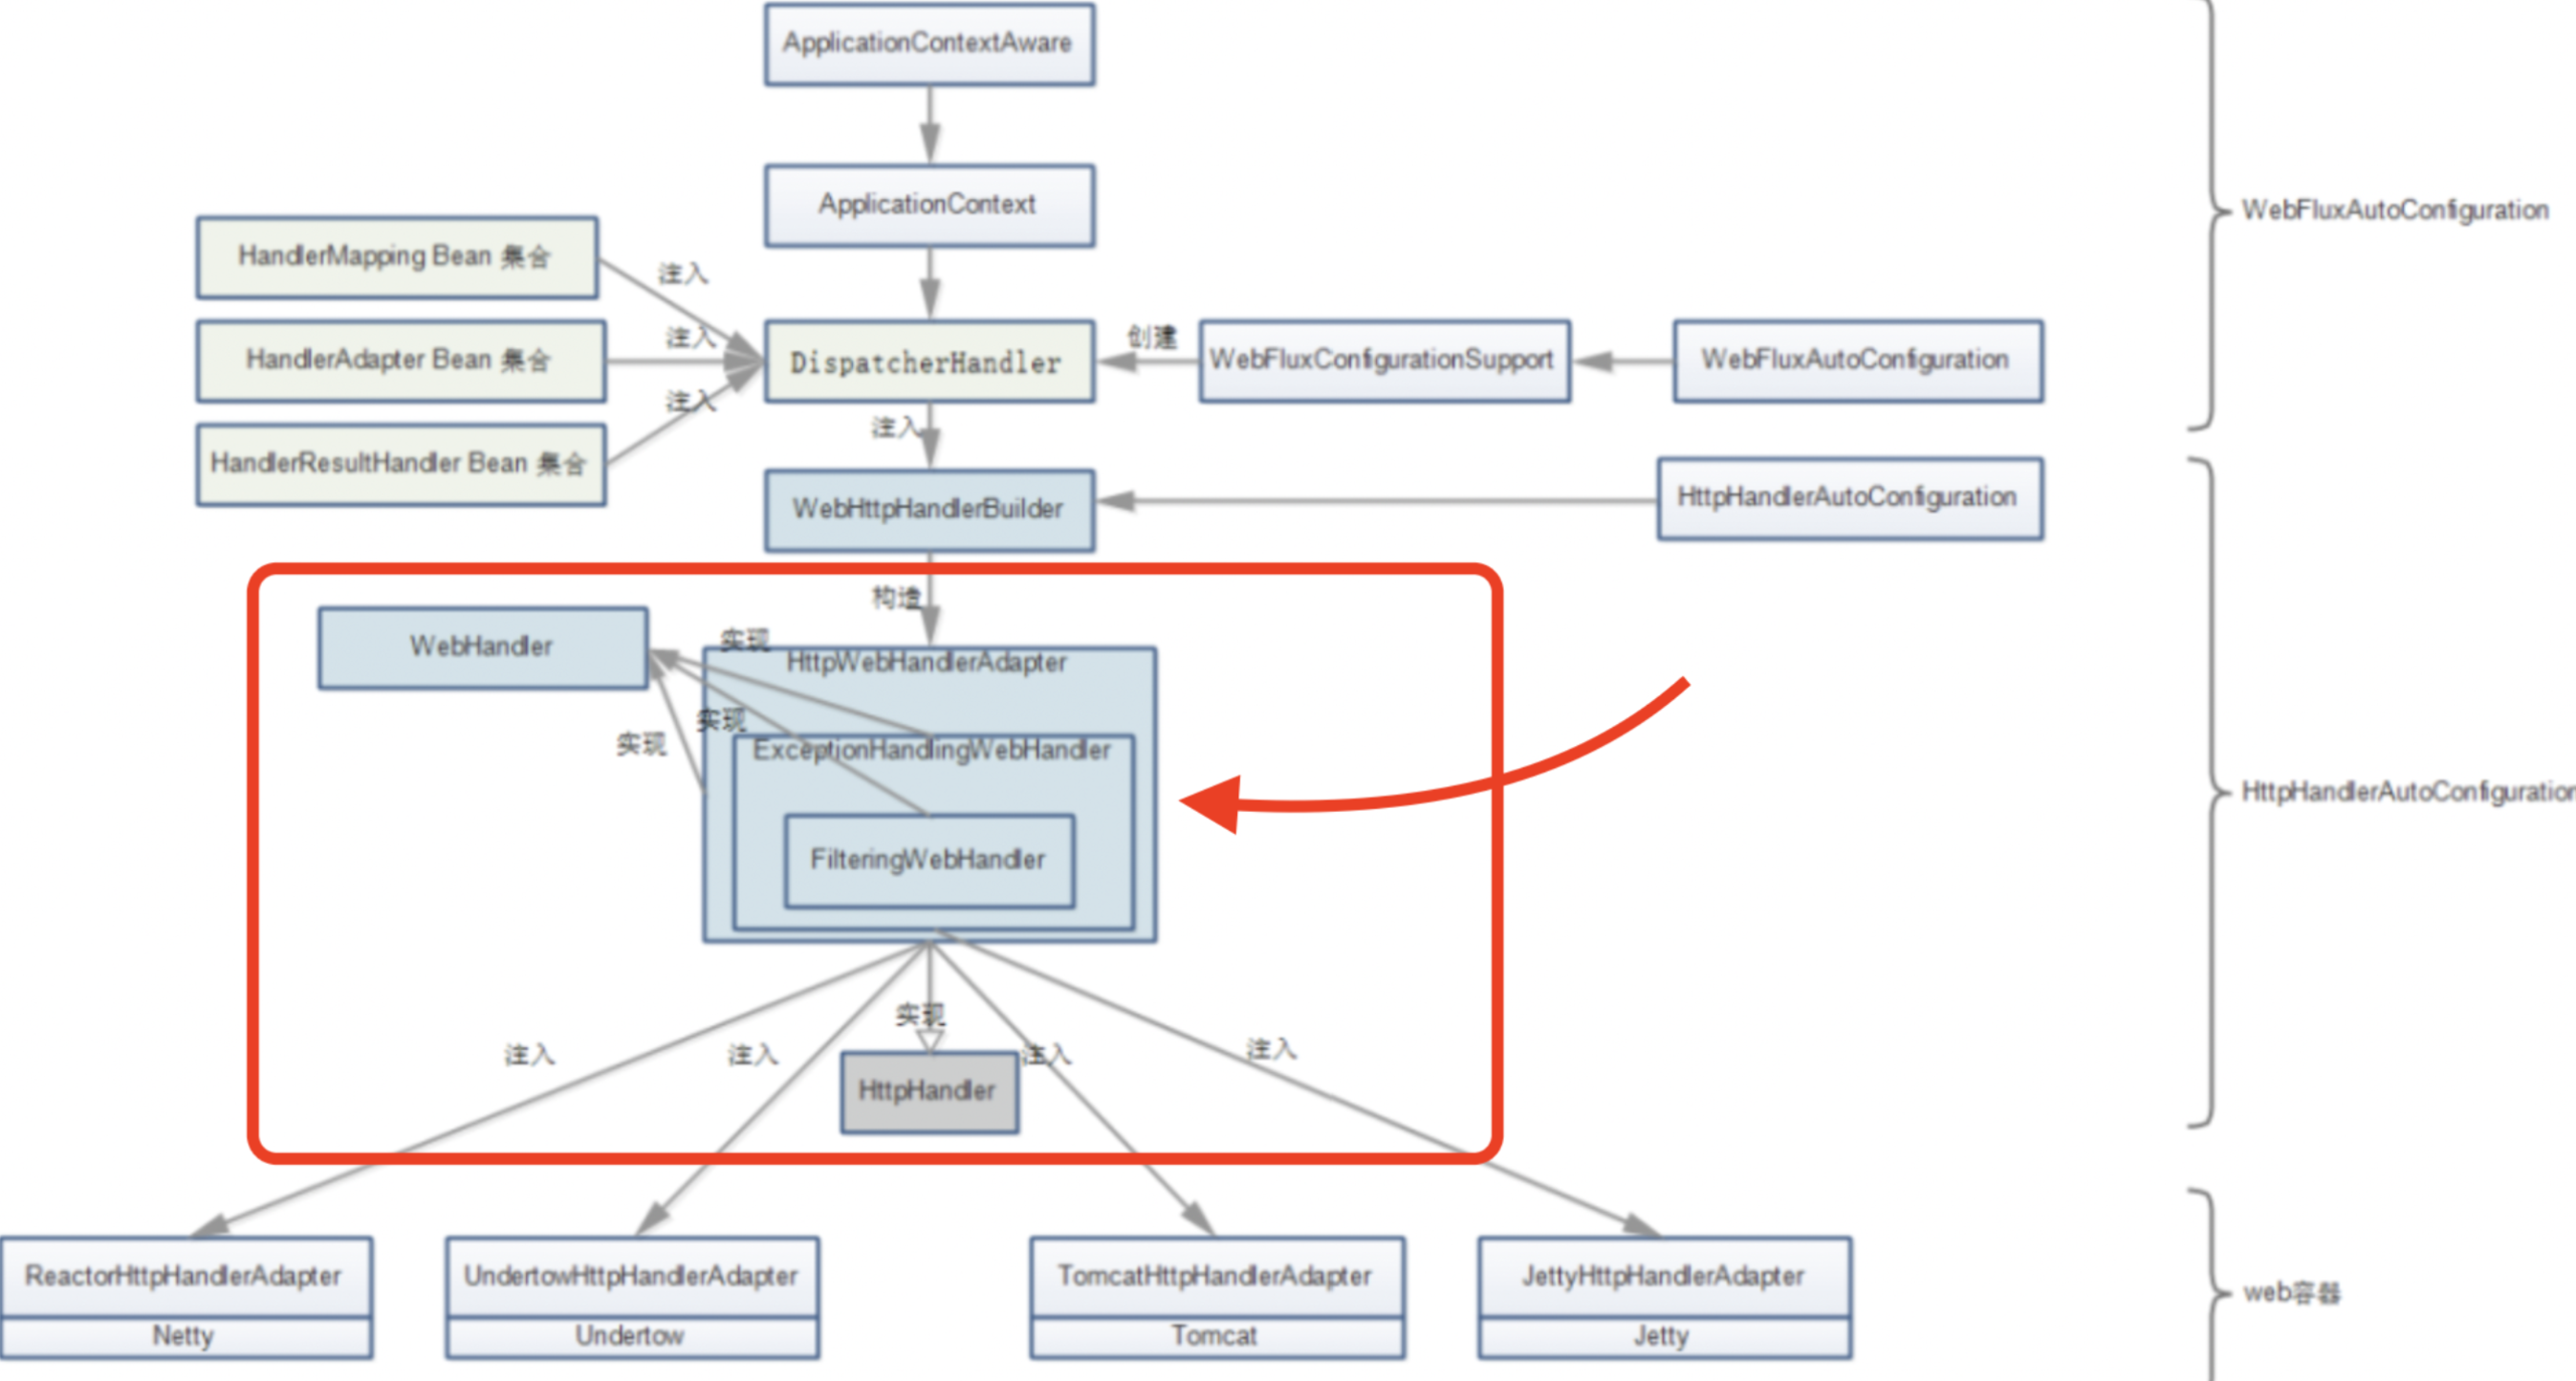 ApplicationContextAware
ApplicationContext
WebFluxAutoConfiguration
HandlerMapping Bean 集合
注入
HandlerAdapter Bean 集合
注入
DispatcherHandler
创建
WebFluxConfigurationSupport
WebFluxAutoConfiguration
注入
HandlerResultHandler Bean 集合
注入
WebHttpHandlerBuilder
HttpHandlerAutoConfiguration
构造
WebHandler
实现
HttpWebHandlerAdapter
实现
实现
ExceptionHandlingWebHandler
HttpHandlerAutoConfiguration
FilteringWebHandler
实现
注入
注入
注入
注入
HttpHandler
ReactorHttpHandlerAdapter
UndertowHttpHandlerAdapter
TomcatHttpHandlerAdapter
JettyHttpHandlerAdapter
web容器
Netty
Undertow
Tomcat
Jetty